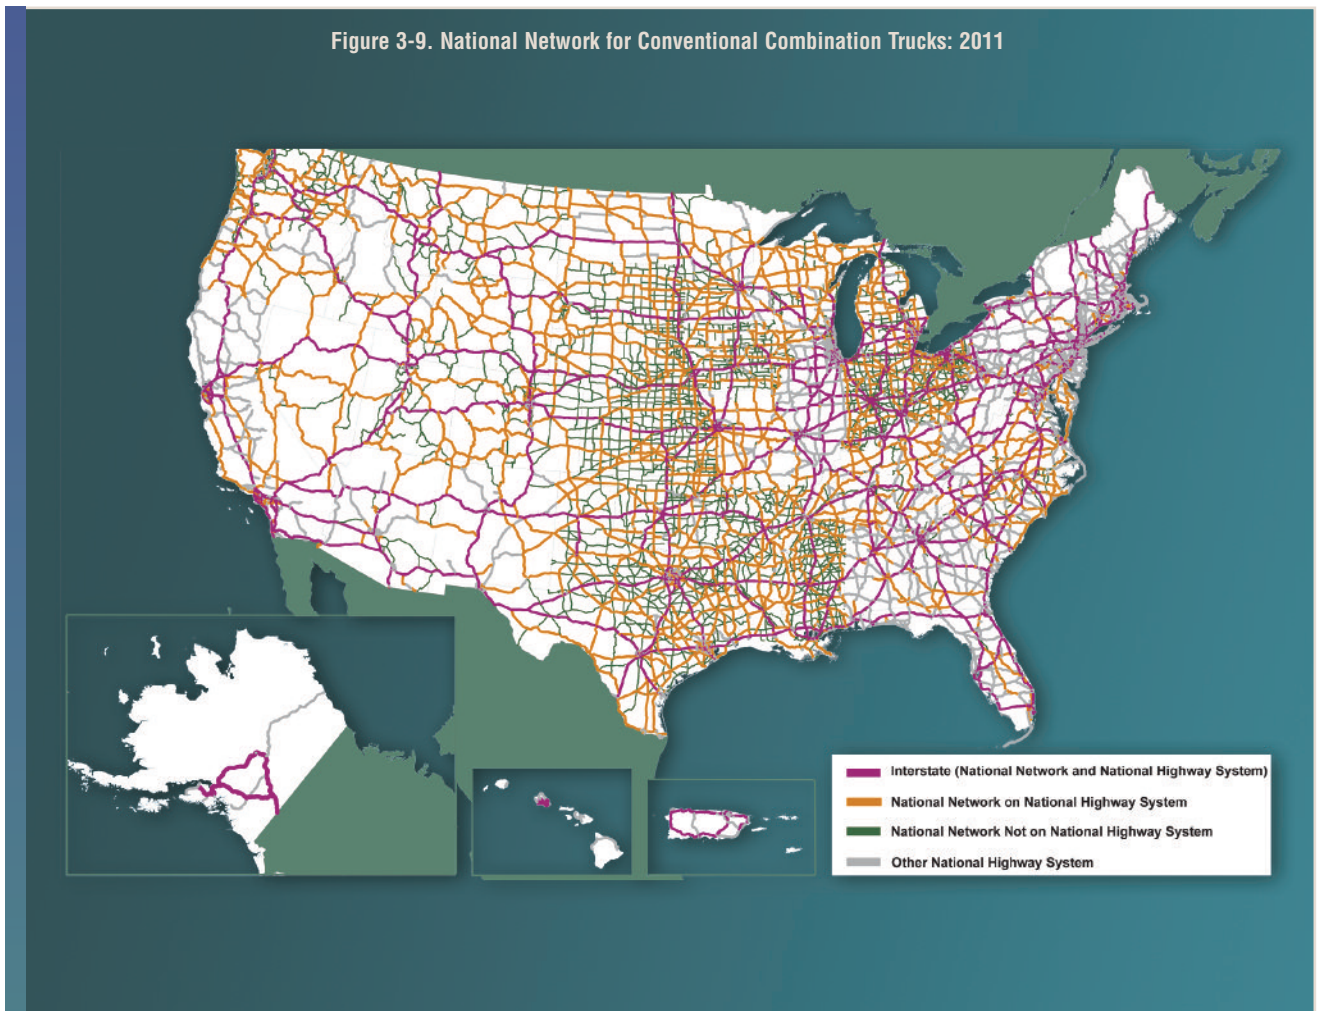 Figure 3-9. National Network for Conventional Combination Trucks: 2011
Interstate (National Network and National Highway System)
National Network on National Highway System
National Network Not on National Highway System
Other National Highway System